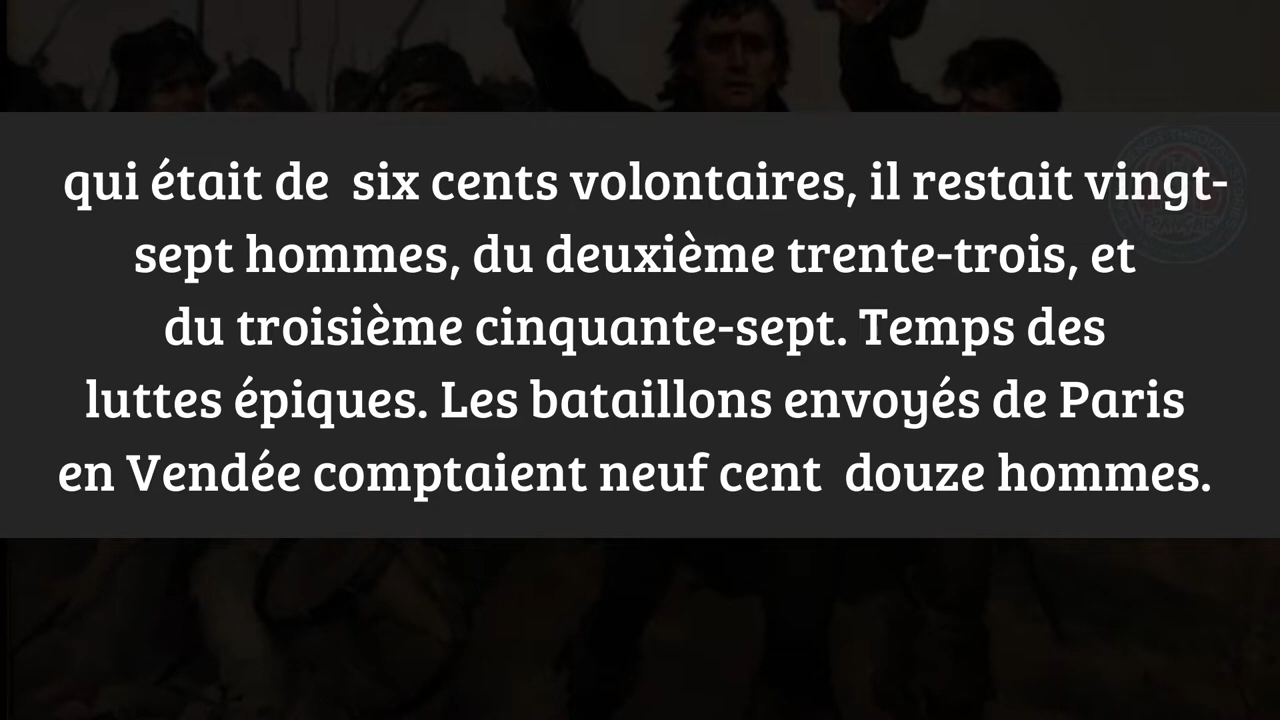 qui était de  six cents volontaires, il restait vingt-
sept hommes, du deuxième trente-trois, et
du troisième cinquante-sept. Temps des
luttes épiques. Les bataillons envoyés de Paris
en Vendée comptaient neuf cent  douze hommes.